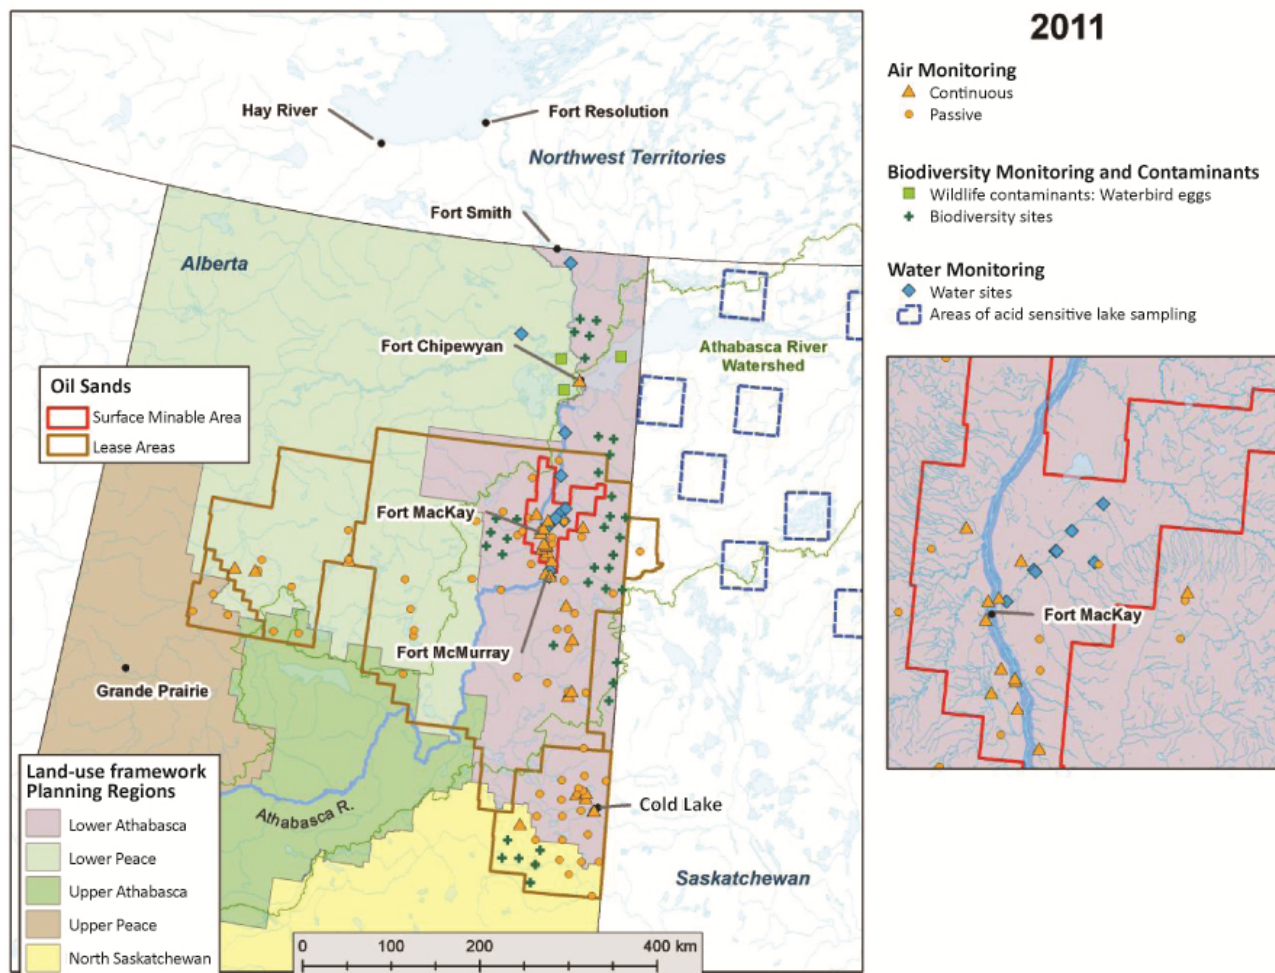 2011
Hay River
Fort Resolution
Northwest Territories
Fort Smith
Alberta
Fort Chipewyan
Athabasca River
Watershed
Oil Sands
Surface Minable Area
Lease Areas
Fort MacKay
Fort McMurray
Grande Prairie
Land-use framework
Planning Regions
Lower Athabasca
Lower Peace
Upper Athabasca
Upper Peace
North Saskatchewan
Athabasca R.
Cold Lake
Saskatchewan
0 100 200 400 km
Air Monitoring
Continuous
Passive
Biodiversity Monitoring and Contaminants
Wildlife contaminants: Waterbird eggs
Biodiversity sites
Water Monitoring
Water sites
Areas of acid sensitive lake sampling
Fort MacKay